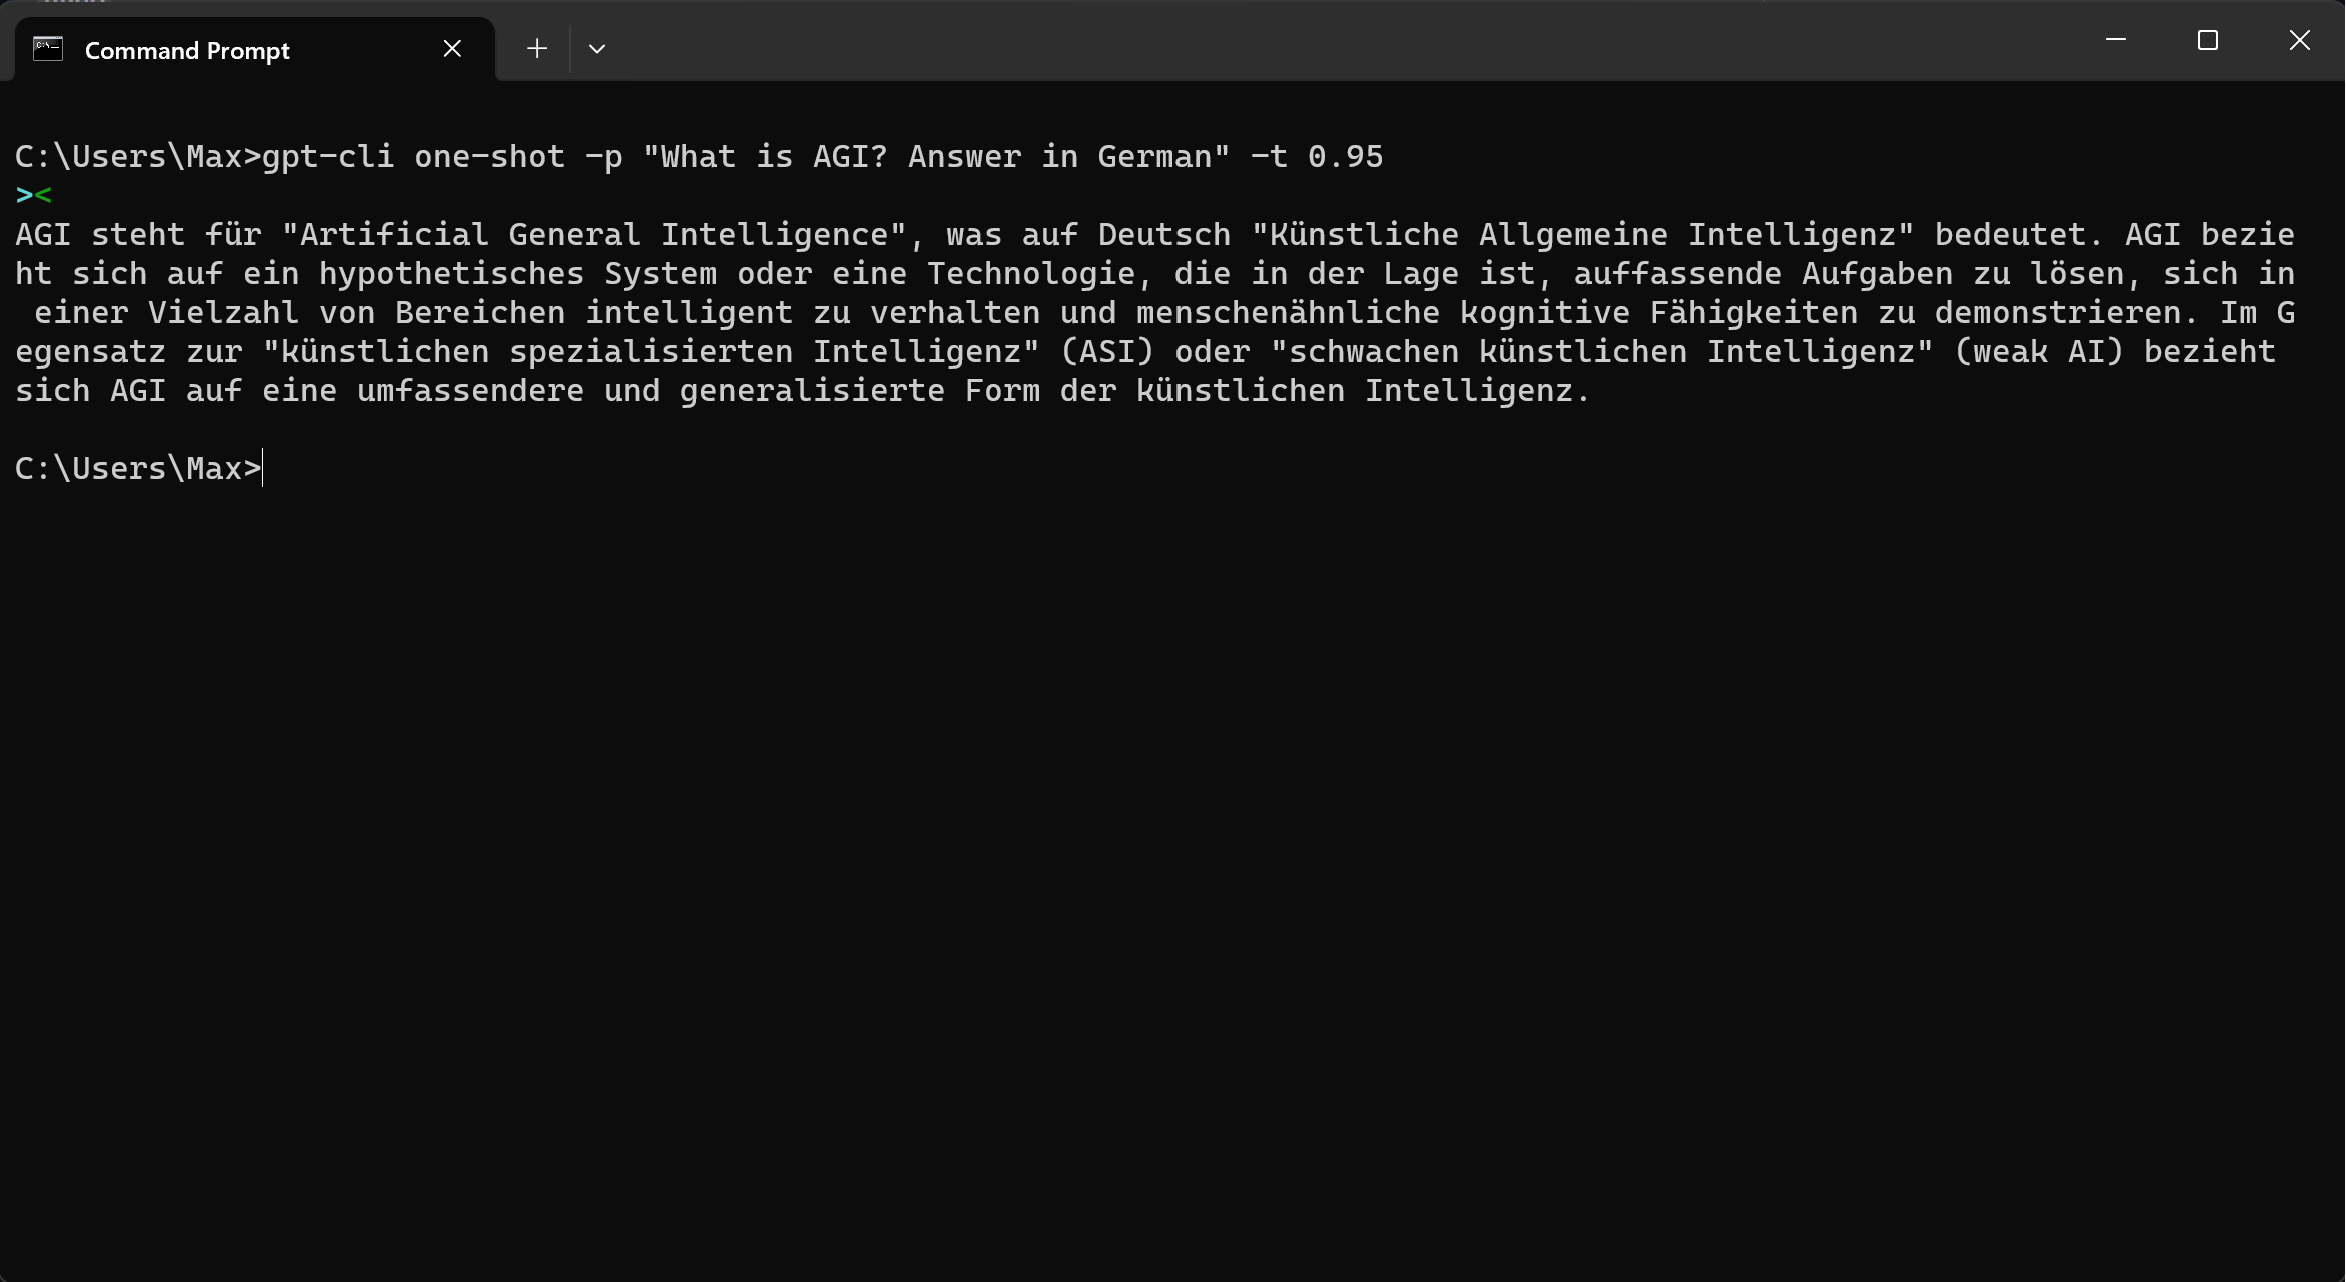 Command Prompt
C:\Users\Max>gpt-cli one-shot -p "What is AGI? Answer in German" -t 0.95
><
AGI steht für "Artificial General Intelligence", was auf Deutsch "Künstliche Allgemeine Intelligenz" bedeutet. AGI bezie
ht sich auf ein hypothetisches System oder eine Technologie, die in der Lage ist, auffassende Aufgaben zu lösen, sich in
 einer Vielzahl von Bereichen intelligent zu verhalten und menschenähnliche kognitive Fähigkeiten zu demonstrieren. Im G
egensatz zur "künstlichen spezialisierten Intelligenz" (ASI) oder "schwachen künstlichen Intelligenz" (weak AI) bezieht
sich AGI auf eine umfassendere und generalisierte Form der künstlichen Intelligenz.
C:\Users\Max>